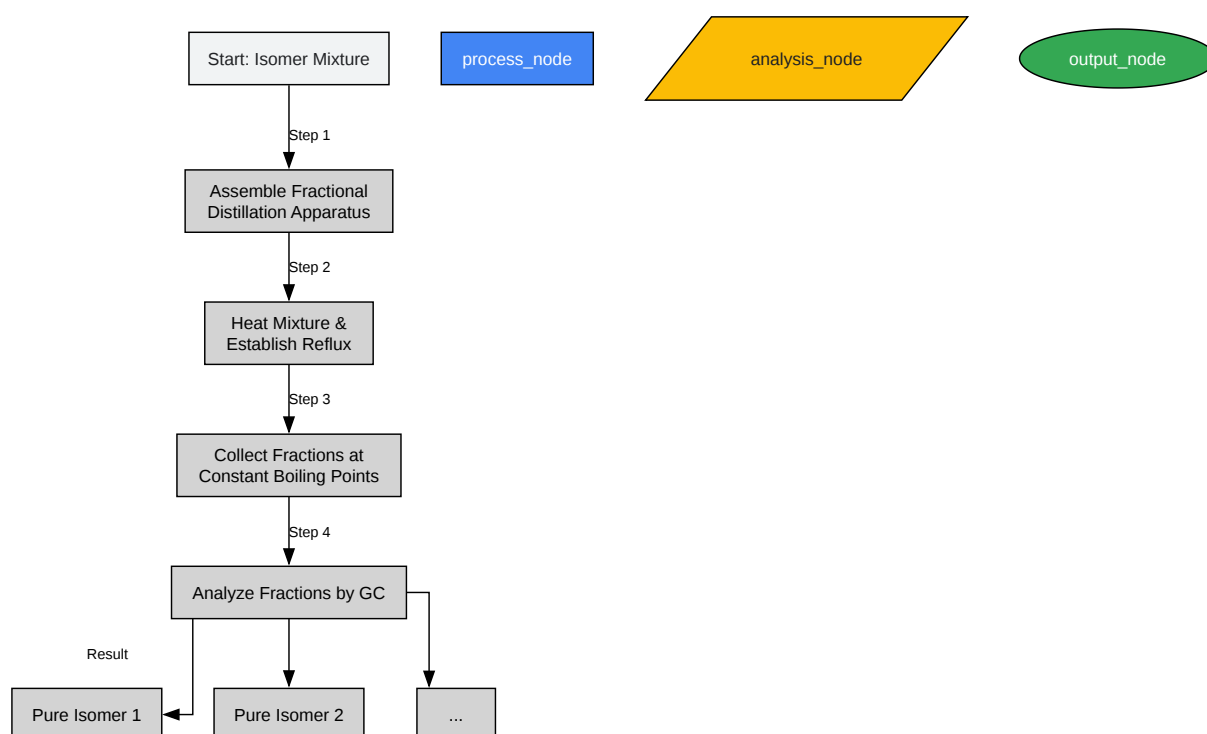 Start: Isomer Mixture
process_node
analysis_node
output_node
Step 1
Assemble Fractional
Distillation Apparatus
Step 2
Heat Mixture &
Establish Reflux
Step 3
Collect Fractions at
Constant Boiling Points
Step 4
Analyze Fractions by GC
Result
Pure Isomer 1
Pure Isomer 2
...